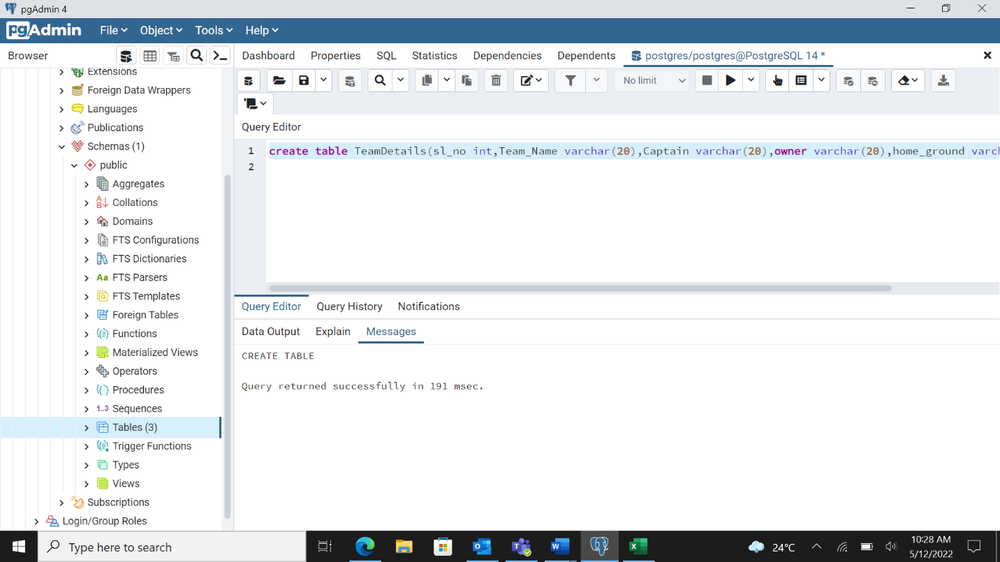 pgAdmin 4
pgAdmin File Object Tools Help
Browser
Dashboard Properties SQL Statistics Dependencies Dependents postgres/postgres@PostgreSQL 14 *
No limit
Extensions
Foreign Data Wrappers
Languages
Publications
Schemas (1)
public
Aggregates
Collations
Domains
FTS Configurations
FTS Dictionaries
Aa FTS Parsers
FTS Templates
Foreign Tables
Functions
Materialized Views
Operators
Procedures
1..3 Sequences
Tables (3)
Trigger Functions
Types
Views
Subscriptions
Login/Group Roles
Query Editor
1 create table TeamDetails(sl_no int,Team_Name varchar(20),Captain varchar(20),owner varchar(20),home_ground varch
2
Query Editor Query History Notifications
Data Output Explain Messages
CREATE TABLE
Query returned successfully in 191 msec.
Type here to search
24°C
10:28 AM
5/12/2022